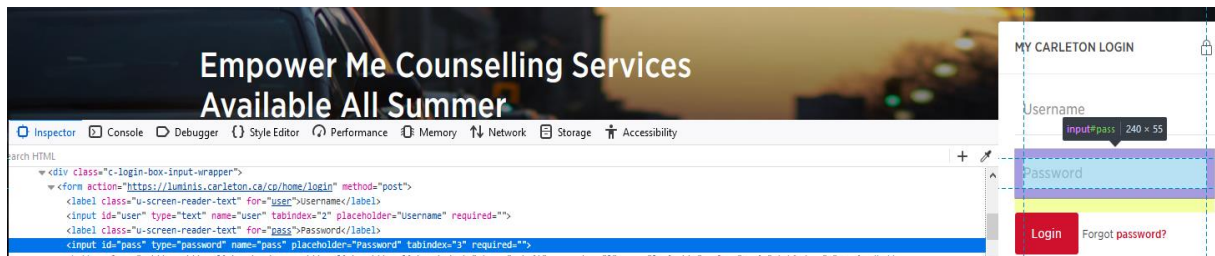 Empower Me Counselling Services
Available All Summer
MY CARLETON LOGIN
Username
input#pass 240 × 55
Password
Login Forgot password?
Inspector Console Debugger {} Style Editor Performance Memory Network Storage Accessibility
earch HTML
<div class="c-login-box-input-wrapper">
<form action="https://luminis.carleton.ca/cp/home/login" method="post">
<label class="u-screen-reader-text" for="user">Username</label>
<input id="user" type="text" name="user" tabindex="2" placeholder="Username" required="">
<label class="u-screen-reader-text" for="pass">Password</label>
<input id="pass" type="password" name="pass" placeholder="Password" tabindex="3" required="">